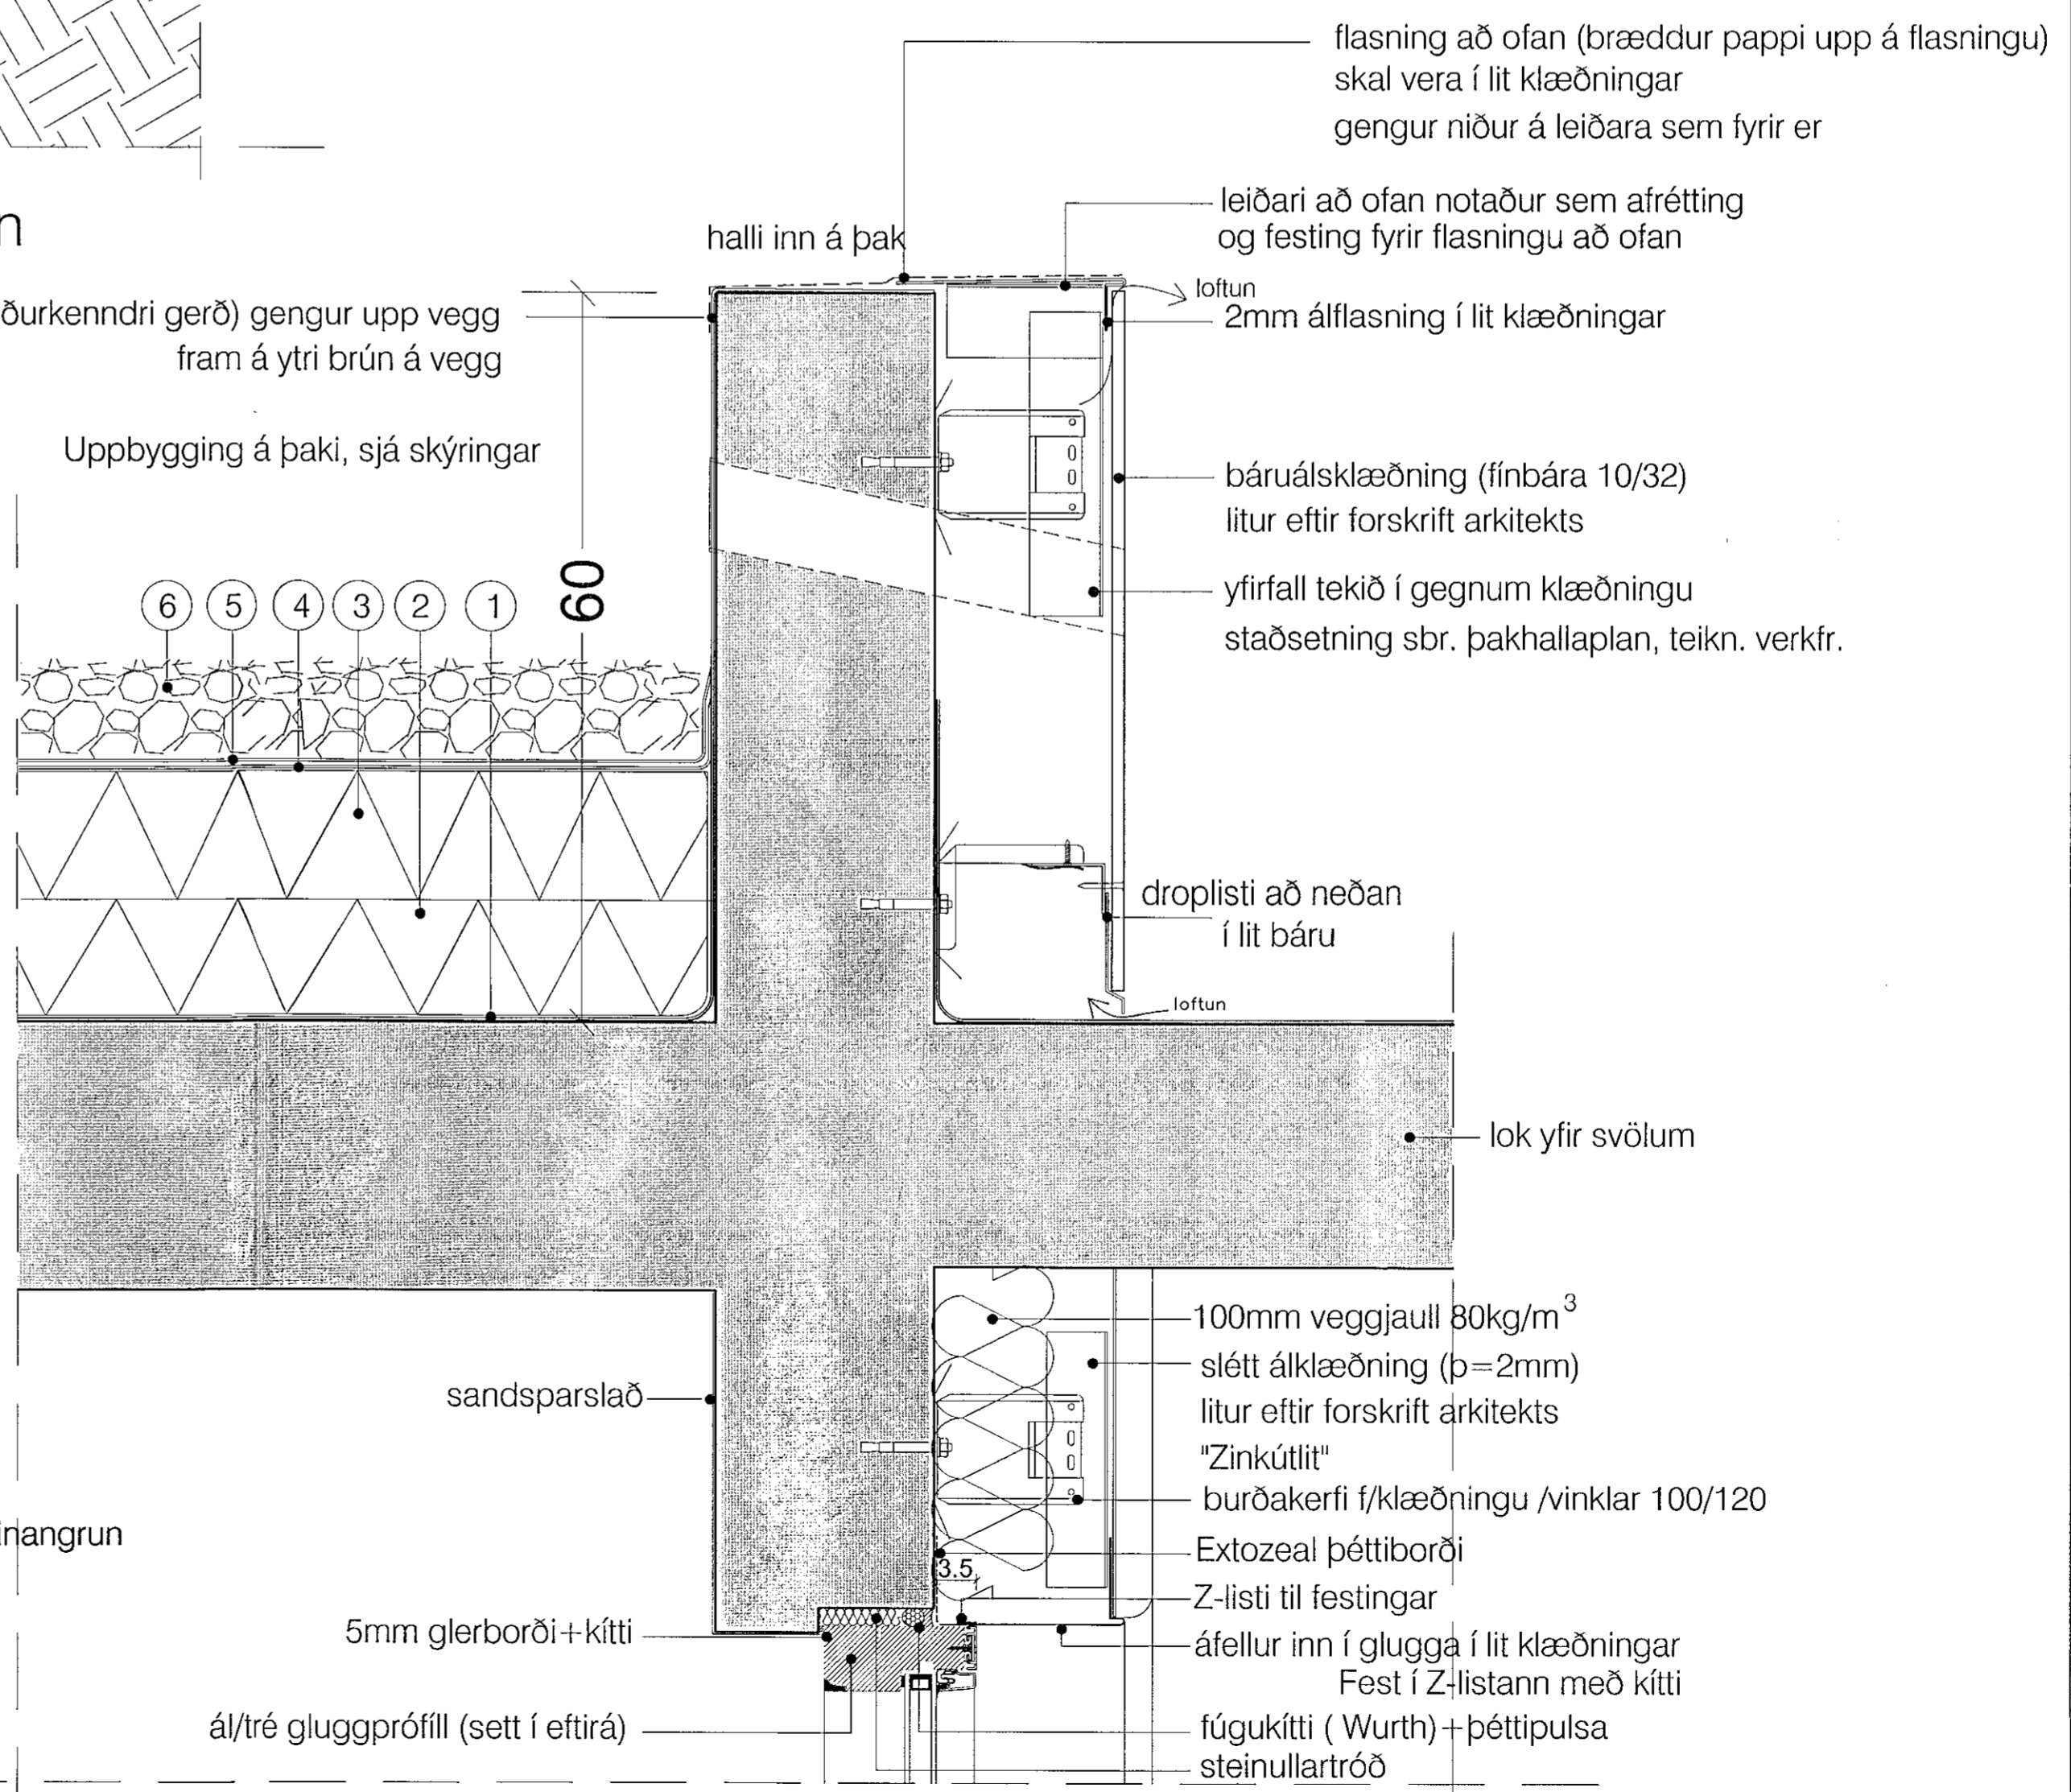 flasning að ofan (bræddur pappi upp á flasningu)
skal vera í lit klæðningar
gengur niður á leiðara sem fyrir er
leiðari að ofan notaður sem afrétting
og festing fyrir flasningu að ofan
halli inn á þak
n
loftun
2mm álflasning í lit klæðningar
ðurkenndri gerð) gengur upp vegg
fram á ytri brún á vegg
Uppbygging á þaki, sjá skýringar
báruálsklæðning (fínbára 10/32)
litur eftir forskrift arkitekts
yfirfall tekið í gegnum klæðningu
staðsetning sbr. þakhallaplan, teikn. verkfr.
6 5 4 3 2 1
60
droplisti að neðan
í lit báru
loftun
lok yfir svölum
100mm veggjaull 80kg/m³
slétt álklæðning (þ=2mm)
litur eftir forskrift arkitekts
"Zinkútlit"
sandsparslað
burðakerfi f/klæðningu /vinklar 100/120
inangrun
Extozeal þéttiborði
3.5
Z-listi til festingar
5mm glerborði+kítti
áfellur inn í glugga í lit klæðningar
Fest í Z-listann með kítti
ál/tré gluggprófíll (sett í eftirá)
fúgukítti ( Wurth)+þéttipulsa
steinullartróð